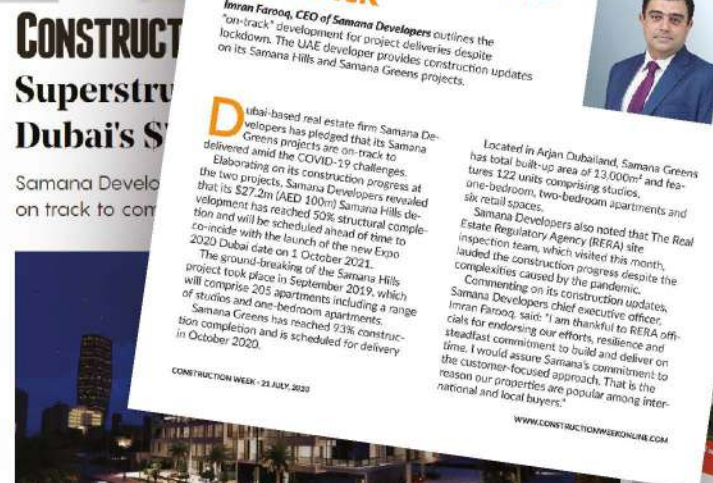 CONSTRUCT
Superstru
Dubai's S
Samana Develo
on track to com
Imran Farooq, CEO of Samana Developers outlines the
"on-track" development for project deliveries despite
lockdown. The UAE developer provides construction updates
on its Samana Hills and Samana Greens projects.
Dubai-based real estate firm Samana De-
velopers has pledged that its Samana
Greens projects are on-track to
delivered amid the COVID-19 challenges.
Elaborating on its construction progress at
the two projects, Samana Developers revealed
that its $27.2m (AED 100m) Samana Hills de-
velopment has reached 50% structural comple-
tion and will be scheduled ahead of time to
co-incide with the launch of the new Expo
2020 Dubai date on 1 October 2021.
The ground-breaking of the Samana Hills
project took place in September 2019, which
will comprise 205 apartments including a range
of studios and one-bedroom apartments.
Samana Greens has reached 93% construc-
tion completion and is scheduled for delivery
in October 2020.
CONSTRUCTION WEEK - 21 JULY, 2020
Located in Arjan Dubailand, Samana Greens
has total built-up area of 13,000m² and fea-
tures 122 units comprising studios,
one-bedroom, two-bedroom apartments and
six retail spaces.
Samana Developers also noted that The Real
Estate Regulatory Agency (RERA) site
inspection team, which visited this month,
lauded the construction progress despite the
complexities caused by the pandemic.
Commenting on its construction updates,
Samana Developers chief executive officer,
Imran Farooq, said: "I am thankful to RERA offi-
cials for endorsing our efforts, resilience and
steadfast commitment to build and deliver on
time. I would assure Samana's commitment to
the customer-focused approach. That is the
reason our properties are popular among inter-
national and local buyers."
WWW.CONSTRUCTIONWEEKONLINE.COM